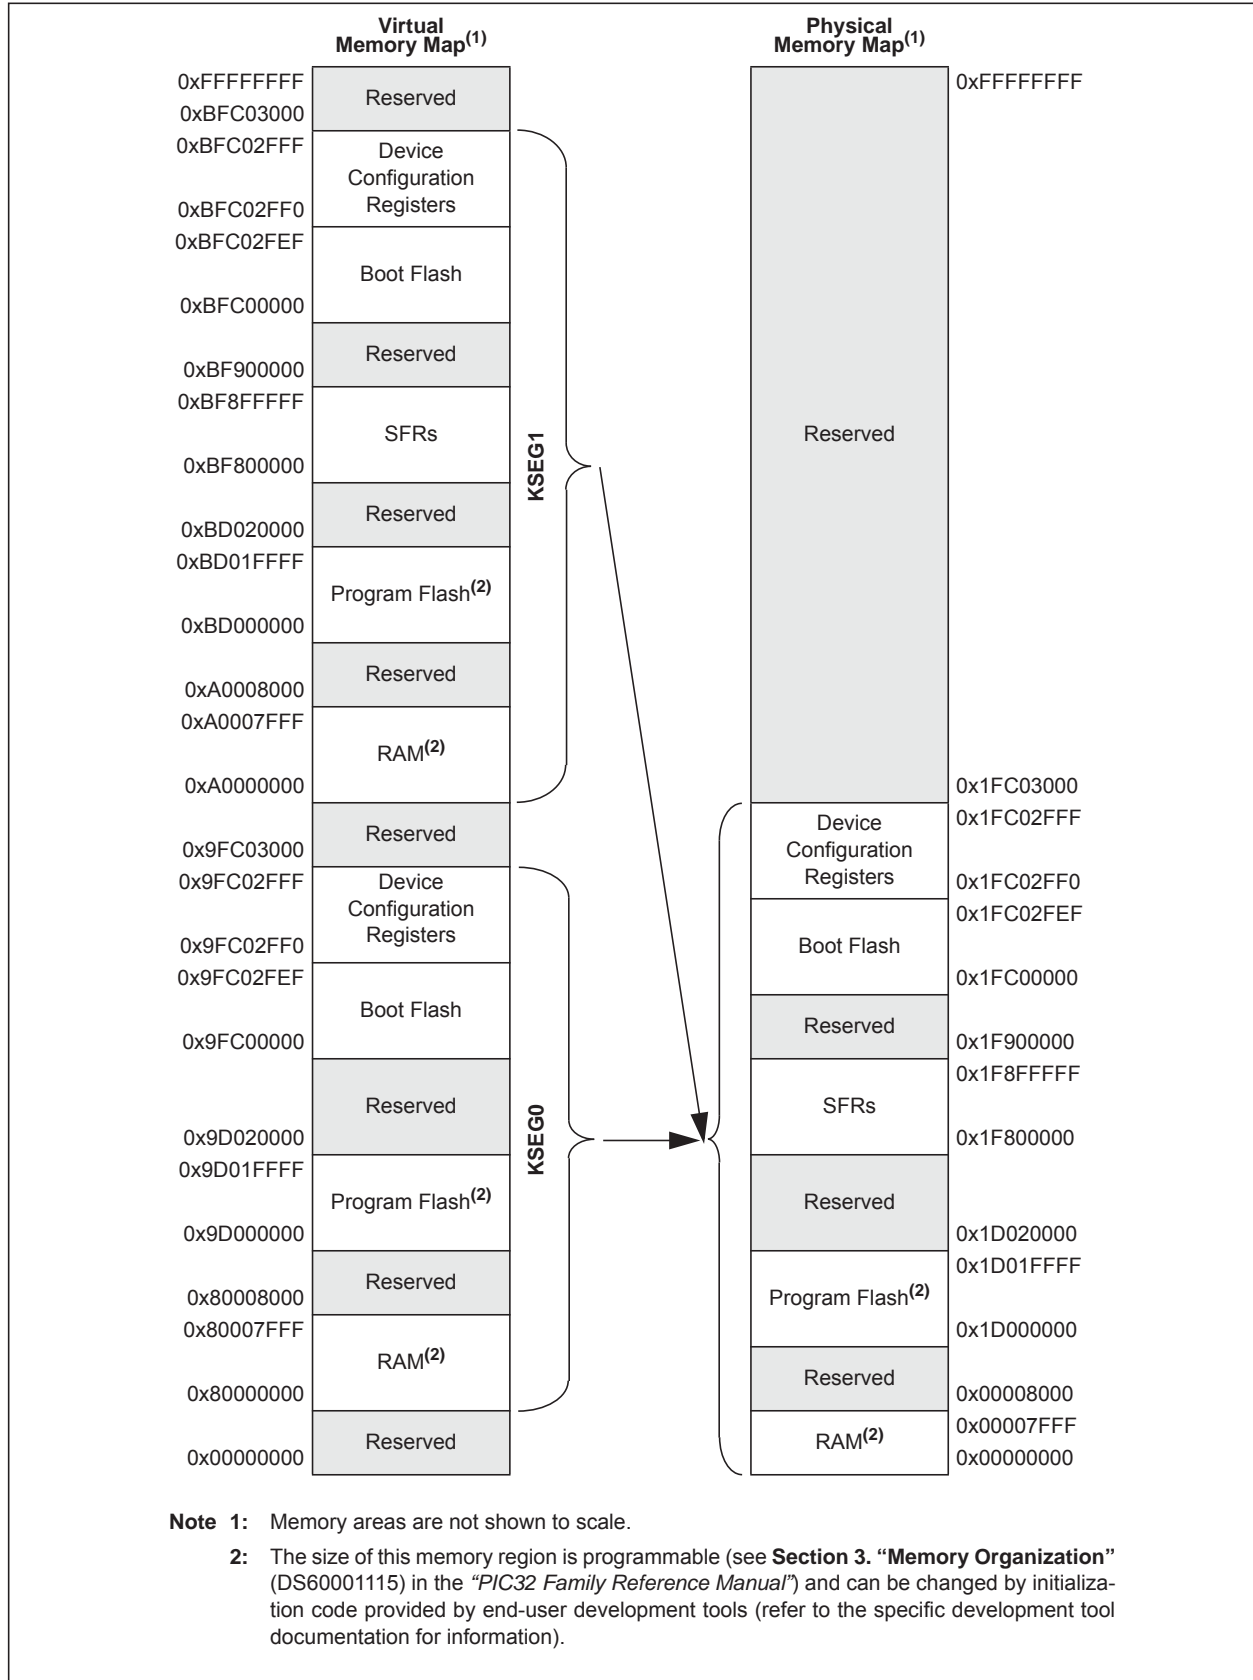 Virtual
Memory Map(1)
0xFFFFFFFF
Reserved
0xBFC03000
0xBFC02FFF
Device
Configuration
Registers
0xBFC02FF0
0xBFC02FEF
Boot Flash
0xBFC00000
Reserved
0xBF900000
0xBF8FFFFF
SFRs
0xBF800000
Reserved
0xBD020000
0xBD01FFFF
Program Flash(2)
0xBD000000
Reserved
0xA0008000
0xA0007FFF
RAM(2)
0xA0000000
KSEG1
Reserved
0x9FC03000
0x9FC02FFF
Device
Configuration
Registers
0x9FC02FF0
0x9FC02FEF
Boot Flash
0x9FC00000
Reserved
0x9D020000
0x9D01FFFF
Program Flash(2)
0x9D000000
Reserved
0x80008000
0x80007FFF
RAM(2)
0x80000000
KSEG0
Reserved
0x00000000
Physical
Memory Map(1)
0xFFFFFFFF
Reserved
0x1FC03000
0x1FC02FFF
Device
Configuration
Registers
0x1FC02FF0
0x1FC02FEF
Boot Flash
0x1FC00000
Reserved
0x1F900000
0x1F8FFFFF
SFRs
0x1F800000
Reserved
0x1D020000
0x1D01FFFF
Program Flash(2)
0x1D000000
Reserved
0x00008000
0x00007FFF
RAM(2)
0x00000000
Note 1: Memory areas are not shown to scale.
2: The size of this memory region is programmable (see Section 3. “Memory Organization”
(DS60001115) in the “PIC32 Family Reference Manual”) and can be changed by initializa-
tion code provided by end-user development tools (refer to the specific development tool
documentation for information).